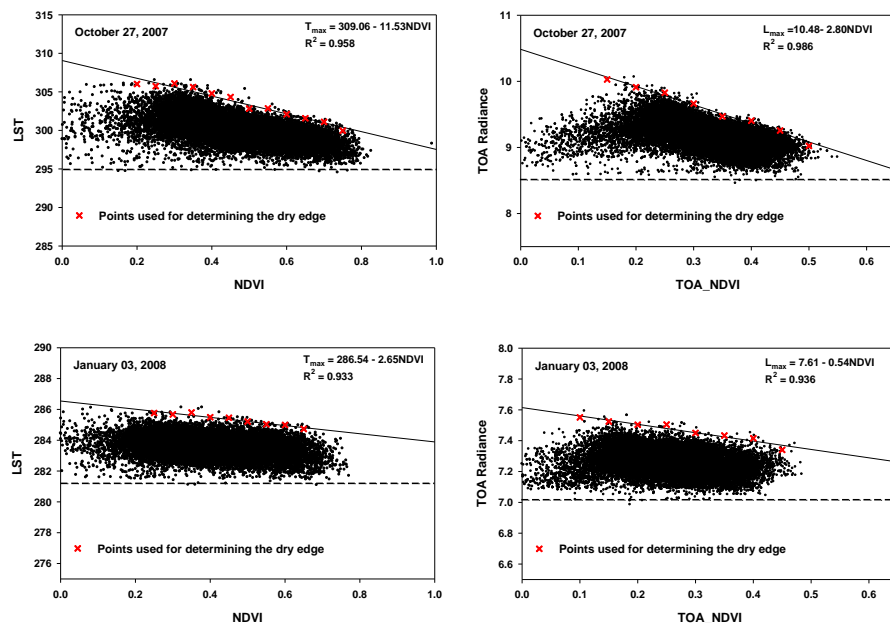 October 27, 2007
T max = 309.06 - 11.53NDVI
R² = 0.958
315
310
305
300
295
290
285
LST
Points used for determining the dry edge
0.0 0.2 0.4 0.6 0.8 1.0
NDVI
October 27, 2007
L max =10.48- 2.80NDVI
R² = 0.986
11
10
9
8
TOA Radiance
Points used for determining the dry edge
0.0 0.1 0.2 0.3 0.4 0.5 0.6
TOA_NDVI
January 03, 2008
T max = 286.54 - 2.65NDVI
R² = 0.933
290
288
286
284
282
280
278
276
LST
Points used for determining the dry edge
0.0 0.2 0.4 0.6 0.8 1.0
NDVI
January 03, 2008
L max = 7.61 - 0.54NDVI
R² = 0.936
8.0
7.8
7.6
7.4
7.2
7.0
6.8
6.6
TOA Radiance
Points used for determining the dry edge
0.0 0.1 0.2 0.3 0.4 0.5 0.6
TOA_NDVI